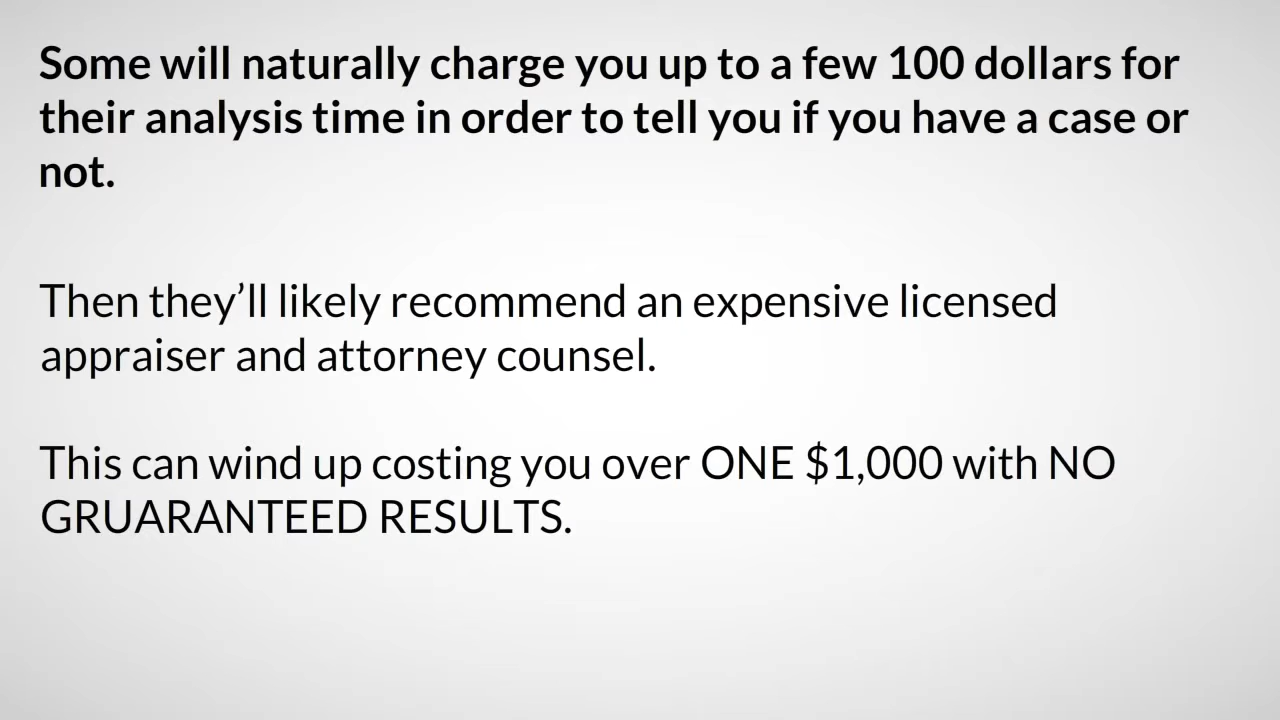 Some will naturally charge you up to a few 100 dollars for
their analysis time in order to tell you if you have a case or
not.
Then they’ll likely recommend an expensive licensed
appraiser and attorney counsel.
This can wind up costing you over ONE $1,000 with NO
GRUARANTEED RESULTS.